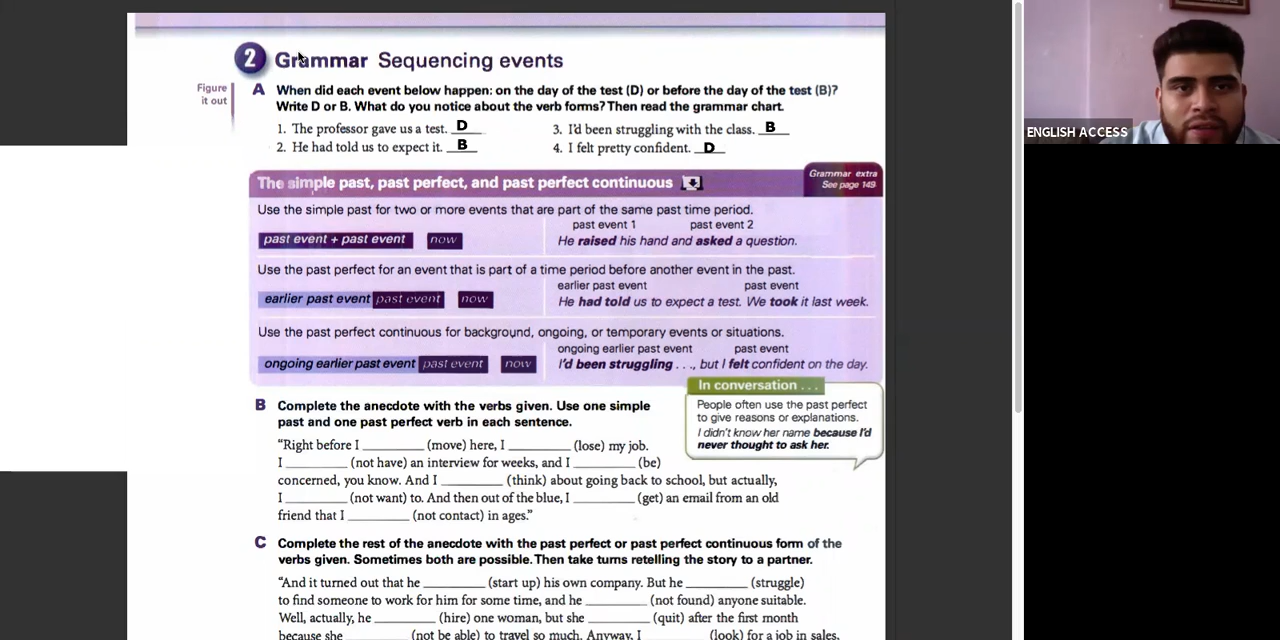 2 Grammar Sequencing events
Figure it out
A When did each event below happen: on the day of the test (D) or before the day of the test (B)?
Write D or B. What do you notice about the verb forms? Then read the grammar chart.
1. The professor gave us a test. D
3. I'd been struggling with the class. B
2. He had told us to expect it. B
4. I felt pretty confident. D
ENGLISH ACCESS
The simple past, past perfect, and past perfect continuous
Grammar extra
See page 149
Use the simple past for two or more events that are part of the same past time period.
past event 1 past event 2
past event + past event now
He raised his hand and asked a question.
Use the past perfect for an event that is part of a time period before another event in the past.
earlier past event past event
earlier past event past event now
He had told us to expect a test. We took it last week.
Use the past perfect continuous for background, ongoing, or temporary events or situations.
ongoing earlier past event past event
ongoing earlier past event past event now
I'd been struggling . . ., but I felt confident on the day.
In conversation . . .
People often use the past perfect
to give reasons or explanations.
I didn't know her name because I'd
never thought to ask her.
B Complete the anecdote with the verbs given. Use one simple
past and one past perfect verb in each sentence.
"Right before I _________ (move) here, I _________ (lose) my job.
I _________ (not have) an interview for weeks, and I _________ (be)
concerned, you know. And I _________ (think) about going back to school, but actually,
I _________ (not want) to. And then out of the blue, I _________ (get) an email from an old
friend that I _________ (not contact) in ages."
C Complete the rest of the anecdote with the past perfect or past perfect continuous form of the
verbs given. Sometimes both are possible. Then take turns retelling the story to a partner.
"And it turned out that he _________ (start up) his own company. But he _________ (struggle)
to find someone to work for him for some time, and he _________ (not found) anyone suitable.
Well, actually, he _________ (hire) one woman, but she _________ (quit) after the first month
because she _________ (not be able) to travel so much. Anyway, I _________ (look) for a job in sales,